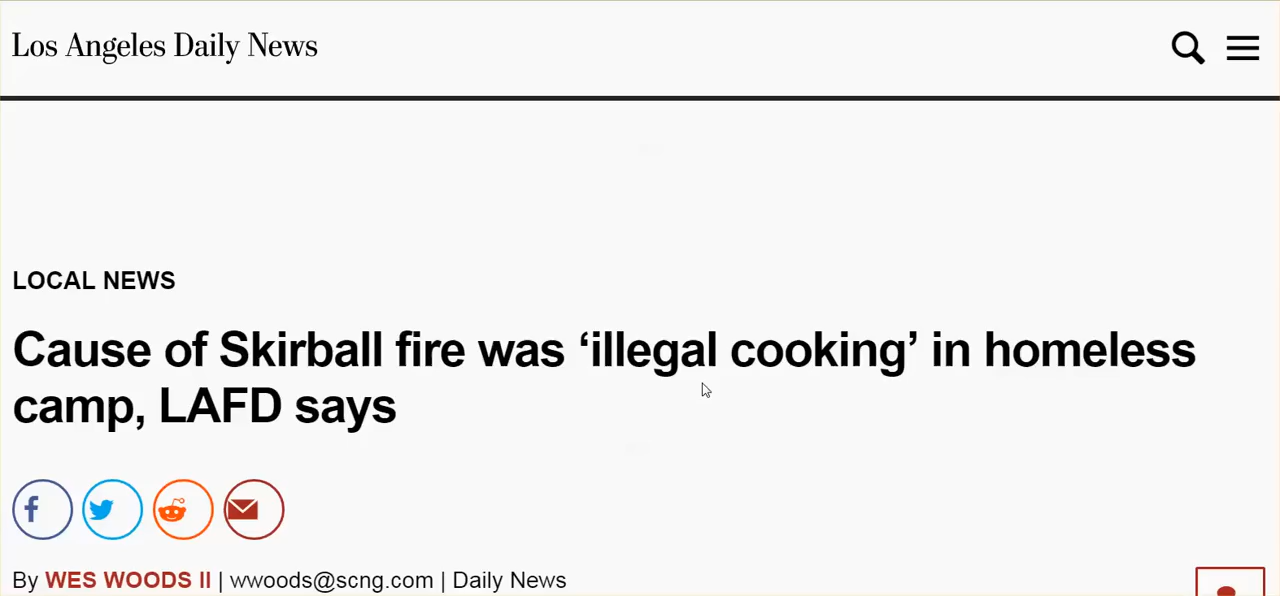 Los Angeles Daily News
LOCAL NEWS
Cause of Skirball fire was ‘illegal cooking’ in homeless
camp, LAFD says
By WES WOODS II | wwoods@scng.com | Daily News